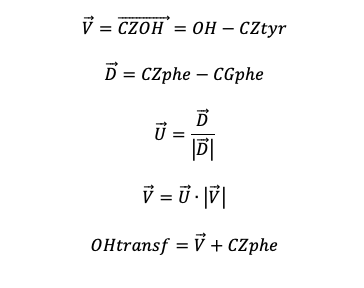 V⃗ = CZOH⃗ = OH − CZtyr
D⃗ = CZphe − CGphe
U⃗ = D⃗ / |D⃗|
V⃗ = U⃗ · |V⃗|
OHtransf = V⃗ + CZphe